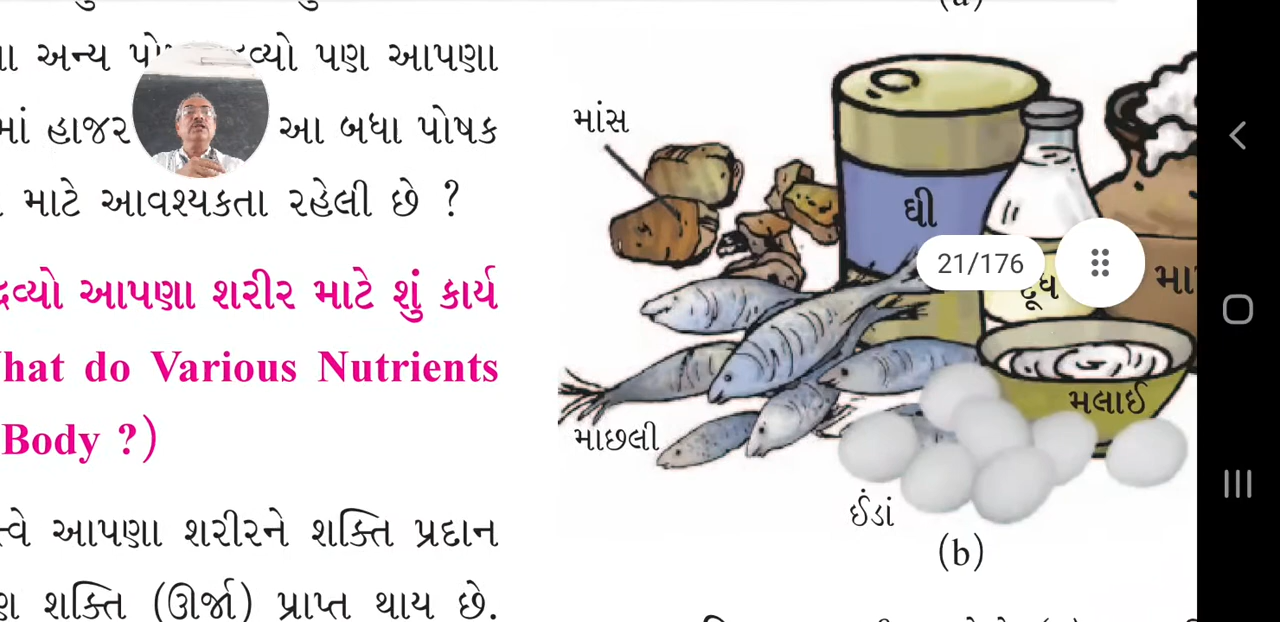 અન્ય વ્યો પણ આપણા
માં હાજર આ બધા પોષક
માટે આવશ્યકતા રહેલી છે ?
દ્રવ્યો આપણા શરીર માટે શું કાર્ય
What do Various Nutrients
Body ?)
આપણા શરીરને શક્તિ પ્રદાન
શક્તિ (ઊર્જા) પ્રાપ્ત થાય છે.
માંસ
ઘી
21/176
દૂધ
મા
મલાઈ
માછલી
ઈંડાં
(b)